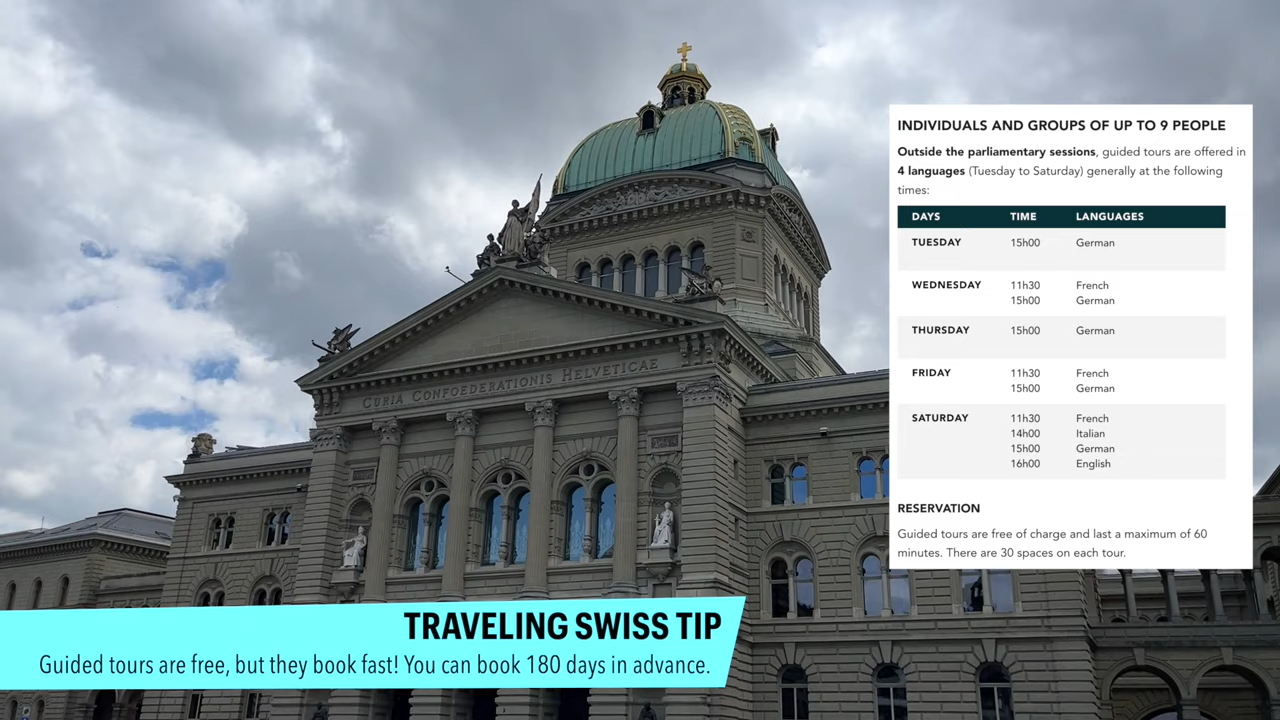 CURIA CONFOEDERATIONIS HELVETICAE
INDIVIDUALS AND GROUPS OF UP TO 9 PEOPLE
Outside the parliamentary sessions, guided tours are offered in
4 languages (Tuesday to Saturday) generally at the following
times:
DAYS TIME LANGUAGES
TUESDAY 15h00 German
WEDNESDAY 11h30 French
15h00 German
THURSDAY 15h00 German
FRIDAY 11h30 French
15h00 German
SATURDAY 11h30 French
14h00 Italian
15h00 German
16h00 English
RESERVATION
Guided tours are free of charge and last a maximum of 60
minutes. There are 30 spaces on each tour.
TRAVELING SWISS TIP
Guided tours are free, but they book fast! You can book 180 days in advance.